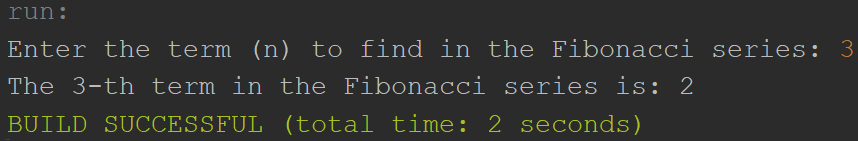 run:
Enter the term (n) to find in the Fibonacci series: 3
The 3-th term in the Fibonacci series is: 2
BUILD SUCCESSFUL (total time: 2 seconds)